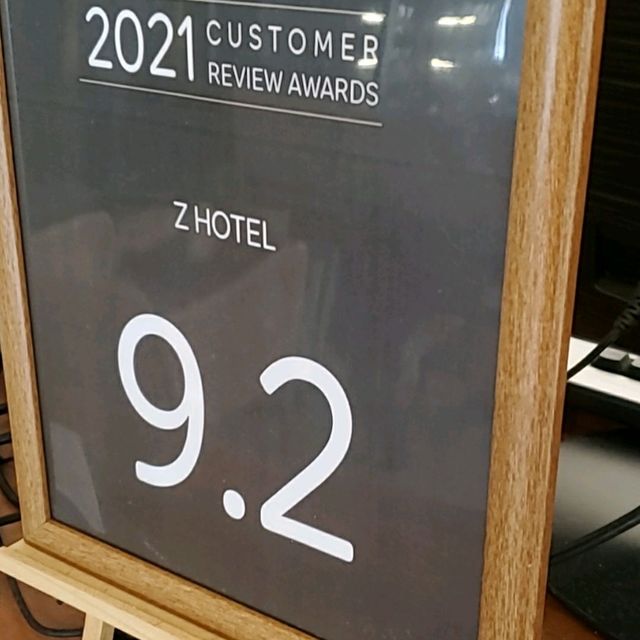 2021 CUSTOMER
REVIEW AWARDS
Z HOTEL
9.2